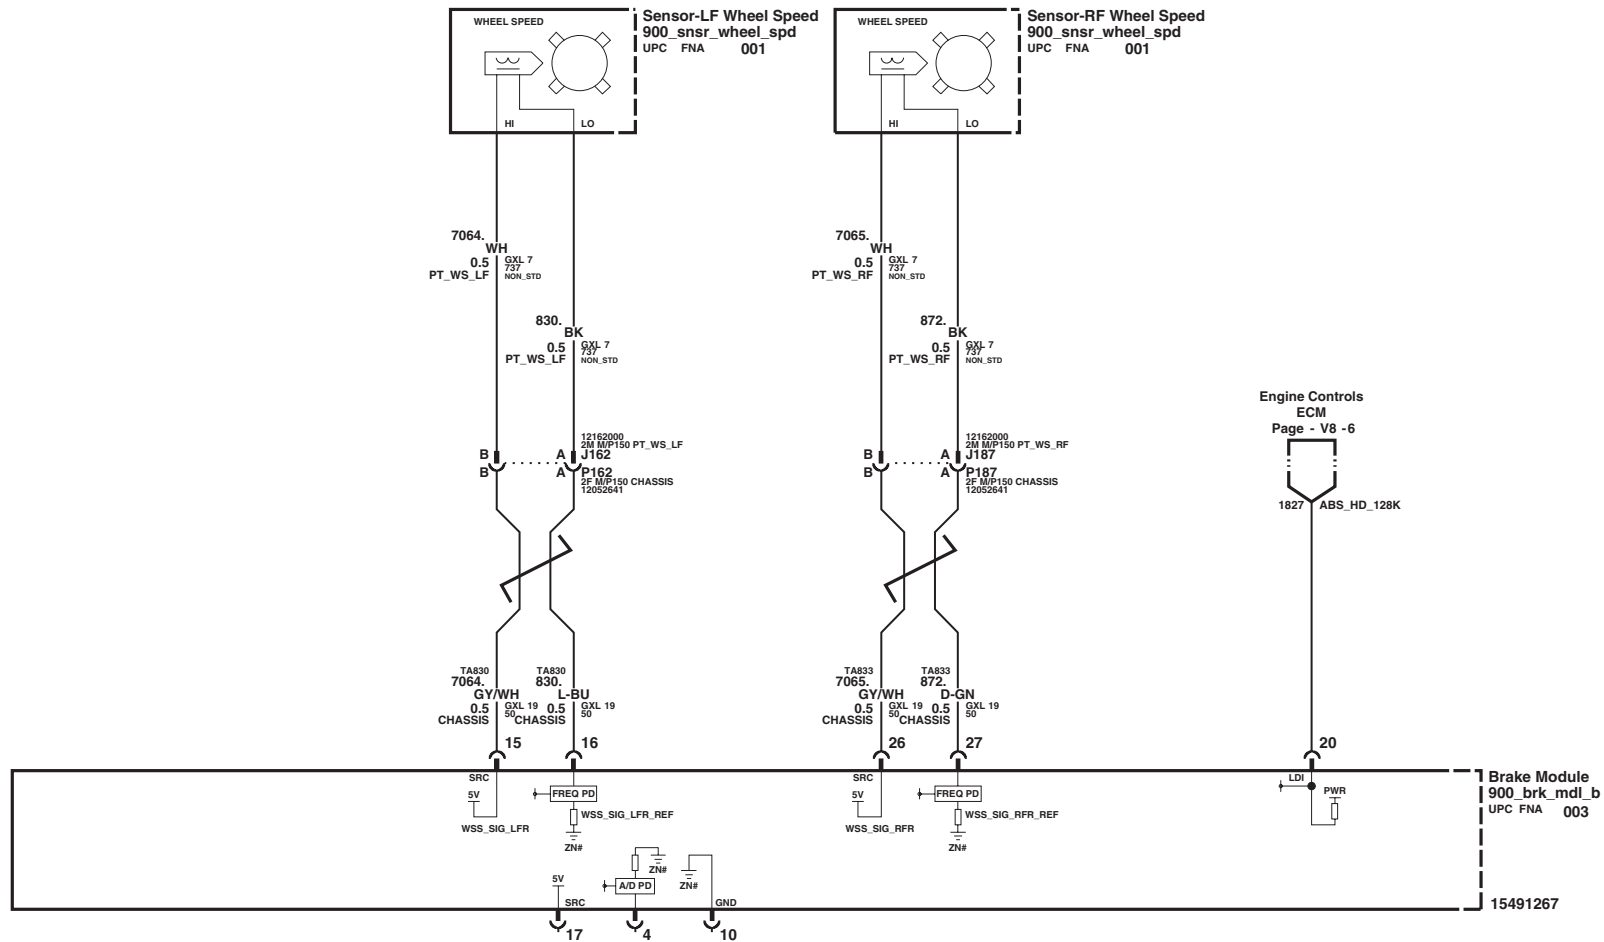 WHEEL SPEED
Sensor-LF Wheel Speed
900_snsr_wheel_spd
UPC FNA 001
HI
LO
WHEEL SPEED
Sensor-RF Wheel Speed
900_snsr_wheel_spd
UPC FNA 001
HI
LO
7064.
WH
0.5
PT_WS_LF
GXL 7
737
NON_STD
830.
BK
0.5
PT_WS_LF
GXL 7
737
NON_STD
7065.
WH
0.5
PT_WS_RF
GXL 7
737
NON_STD
872.
BK
0.5
PT_WS_RF
GXL 7
737
NON_STD
Engine Controls
ECM
Page - V8 -6
1827 ABS_HD_128K
12162000
2M M/P150 PT_WS_LF
B A J162
B A P162
2F M/P150 CHASSIS
12052641
12162000
2M M/P150 PT_WS_RF
B A J187
B A P187
2F M/P150 CHASSIS
12052641
TA830
7064.
GY/WH
0.5
CHASSIS
GXL 19
50
TA830
830.
L-BU
0.5
CHASSIS
GXL 19
50
TA833
7065.
GY/WH
0.5
CHASSIS
GXL 19
50
TA833
872.
D-GN
0.5
CHASSIS
GXL 19
50
15
16
26
27
20
SRC
5V
WSS_SIG_LFR
FREQ PD
WSS_SIG_LFR_REF
ZN#
SRC
5V
WSS_SIG_RFR
FREQ PD
WSS_SIG_RFR_REF
ZN#
LDI
PWR
Brake Module
900_brk_mdl_b
UPC FNA 003
5V
SRC
ZN#
A/D PD
ZN#
GND
15491267
17
4
10